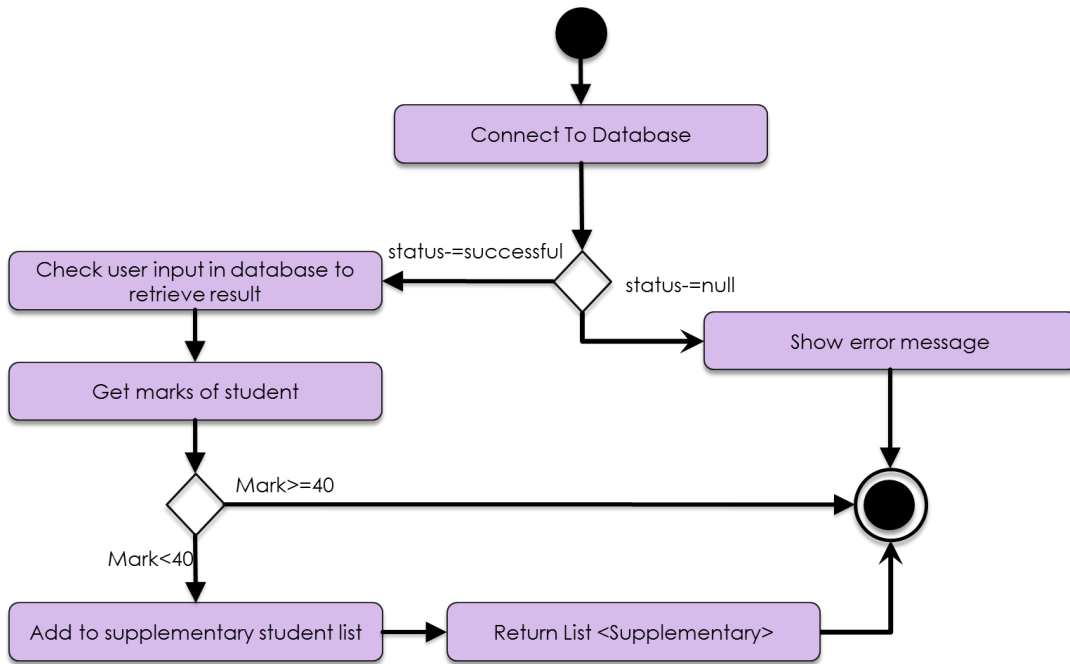 Connect To Database
status-=successful
Check user input in database to
retrieve result
status-=null
Show error message
Get marks of student
Mark>=40
Mark<40
Add to supplementary student list
Return List <Supplementary>